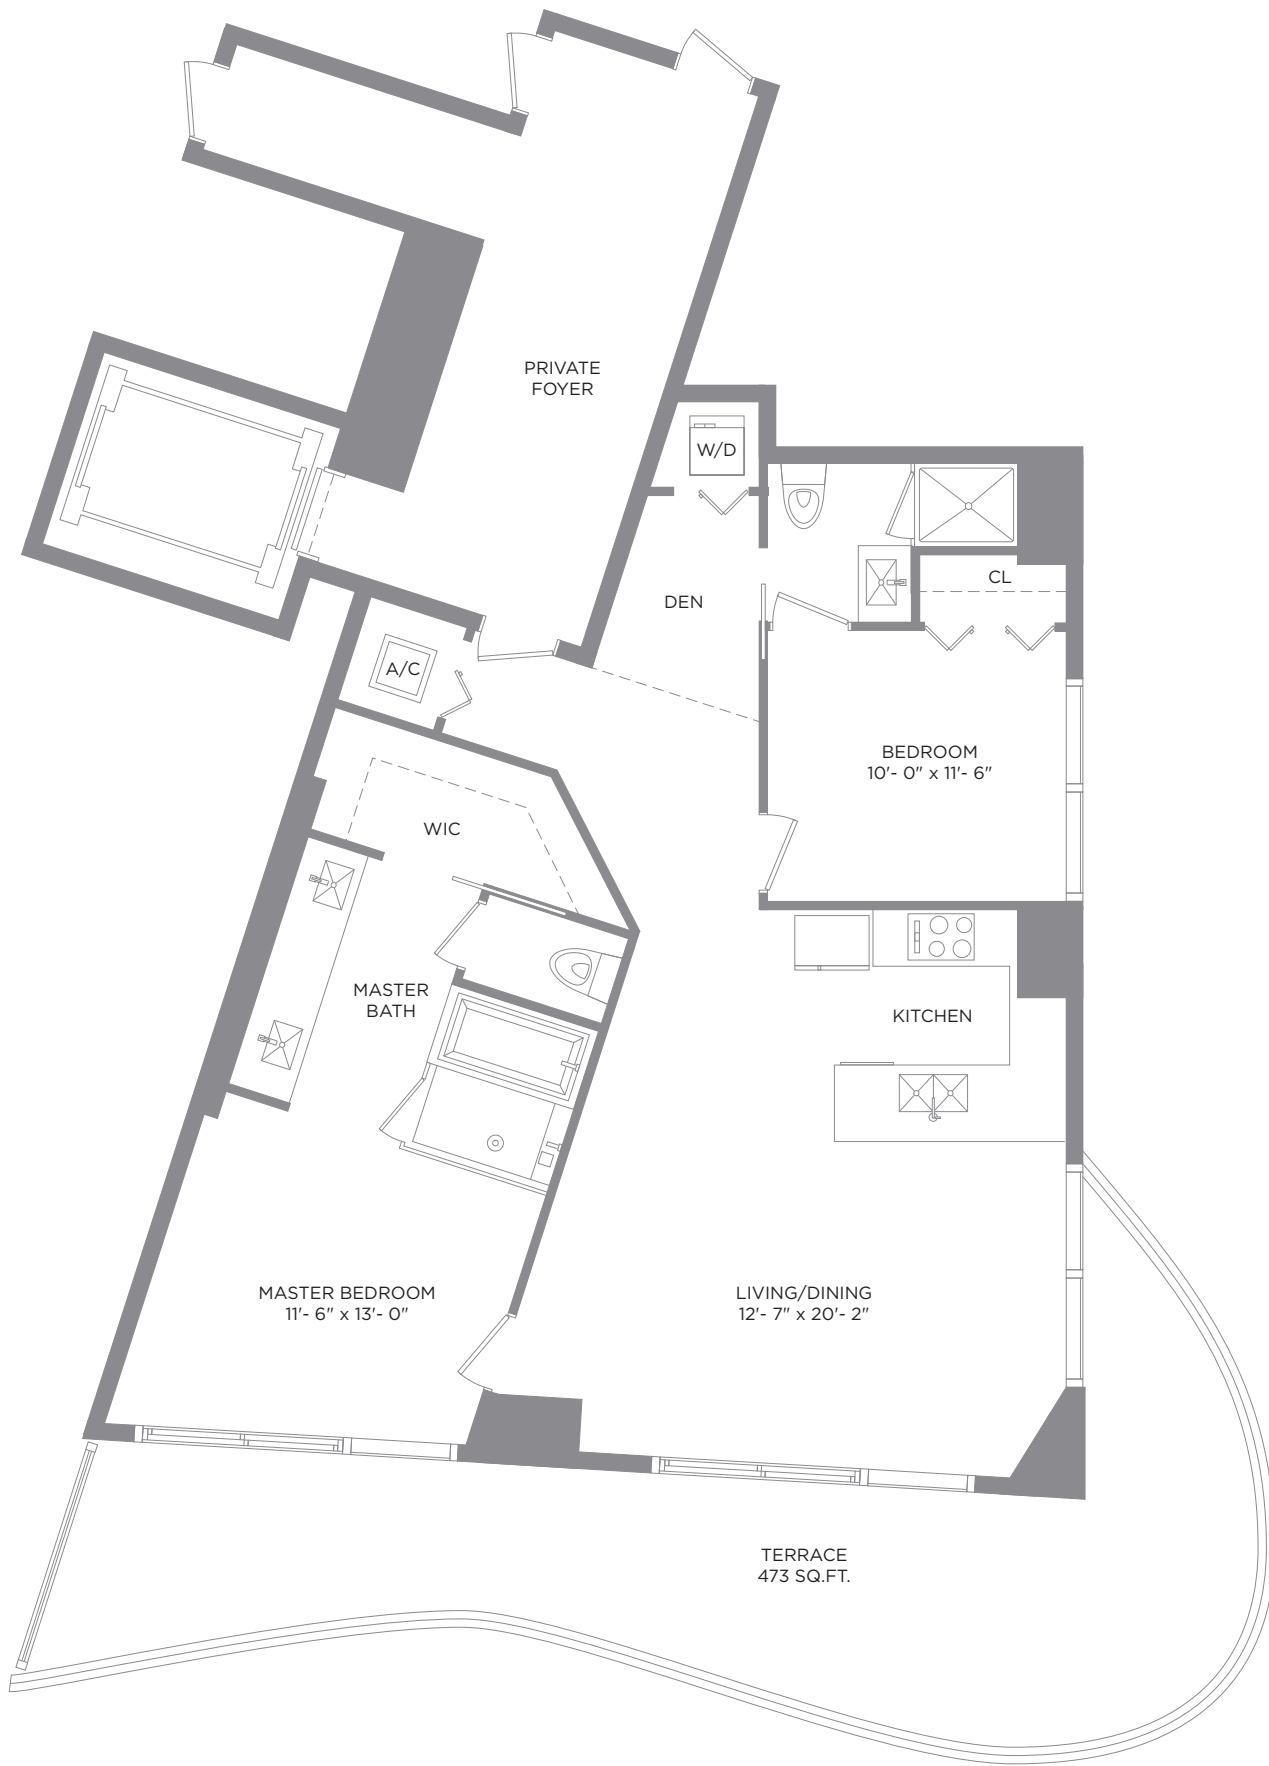 PRIVATE
FOYER
W/D
CL
DEN
A/C
BEDROOM
10'- 0" x 11'- 6"
WIC
MASTER
BATH
KITCHEN
MASTER BEDROOM
11'- 6" x 13'- 0"
LIVING/DINING
12'- 7" x 20'- 2"
TERRACE
473 SQ.FT.